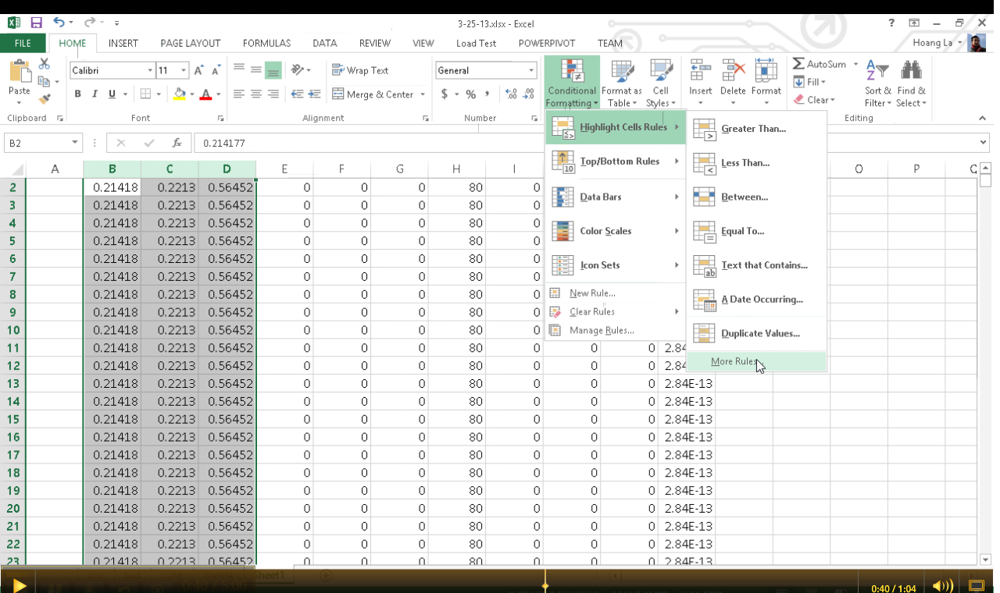 3-25-13.xlsx - Excel
FILE HOME INSERT PAGE LAYOUT FORMULAS DATA REVIEW VIEW Load Test POWERPIVOT TEAM Hoang La
Paste
Clipboard
Calibri 11
B I U
Font
Wrap Text
Merge & Center
Alignment
General
$ % ,
Number
Conditional Formatting
Format as Table
Cell Styles
Insert Delete Format
AutoSum
Fill
Clear
Sort & Filter
Find & Select
Editing
B2 fx 0.214177
Highlight Cells Rules
Top/Bottom Rules
Data Bars
Color Scales
Icon Sets
New Rule...
Clear Rules
Manage Rules...
Greater Than...
Less Than...
Between...
Equal To...
Text that Contains...
A Date Occurring...
Duplicate Values...
More Rules
A B C D E F G H I O P Q
2 0.21418 0.2213 0.56452 0 0 0 80 0
3 0.21418 0.2213 0.56452 0 0 0 80 0
4 0.21418 0.2213 0.56452 0 0 0 80 0
5 0.21418 0.2213 0.56452 0 0 0 80 0
6 0.21418 0.2213 0.56452 0 0 0 80 0
7 0.21418 0.2213 0.56452 0 0 0 80 0
8 0.21418 0.2213 0.56452 0 0 0 80 0
9 0.21418 0.2213 0.56452 0 0 0 80 0
10 0.21418 0.2213 0.56452 0 0 0 80 0
11 0.21418 0.2213 0.56452 0 0 0 80 0 0 0 2.84
12 0.21418 0.2213 0.56452 0 0 0 80 0 0 0 2.84
13 0.21418 0.2213 0.56452 0 0 0 80 0 0 0 2.84E-13
14 0.21418 0.2213 0.56452 0 0 0 80 0 0 0 2.84E-13
15 0.21418 0.2213 0.56452 0 0 0 80 0 0 0 2.84E-13
16 0.21418 0.2213 0.56452 0 0 0 80 0 0 0 2.84E-13
17 0.21418 0.2213 0.56452 0 0 0 80 0 0 0 2.84E-13
18 0.21418 0.2213 0.56452 0 0 0 80 0 0 0 2.84E-13
19 0.21418 0.2213 0.56452 0 0 0 80 0 0 0 2.84E-13
20 0.21418 0.2213 0.56452 0 0 0 80 0 0 0 2.84E-13
21 0.21418 0.2213 0.56452 0 0 0 80 0 0 0 2.84E-13
22 0.21418 0.2213 0.56452 0 0 0 80 0 0 0 2.84E-13
23 0.21418 0.2213 0.56452 0 0 0 80 0 0 0 2.84E-13
Sheet1
0:40 / 1:04